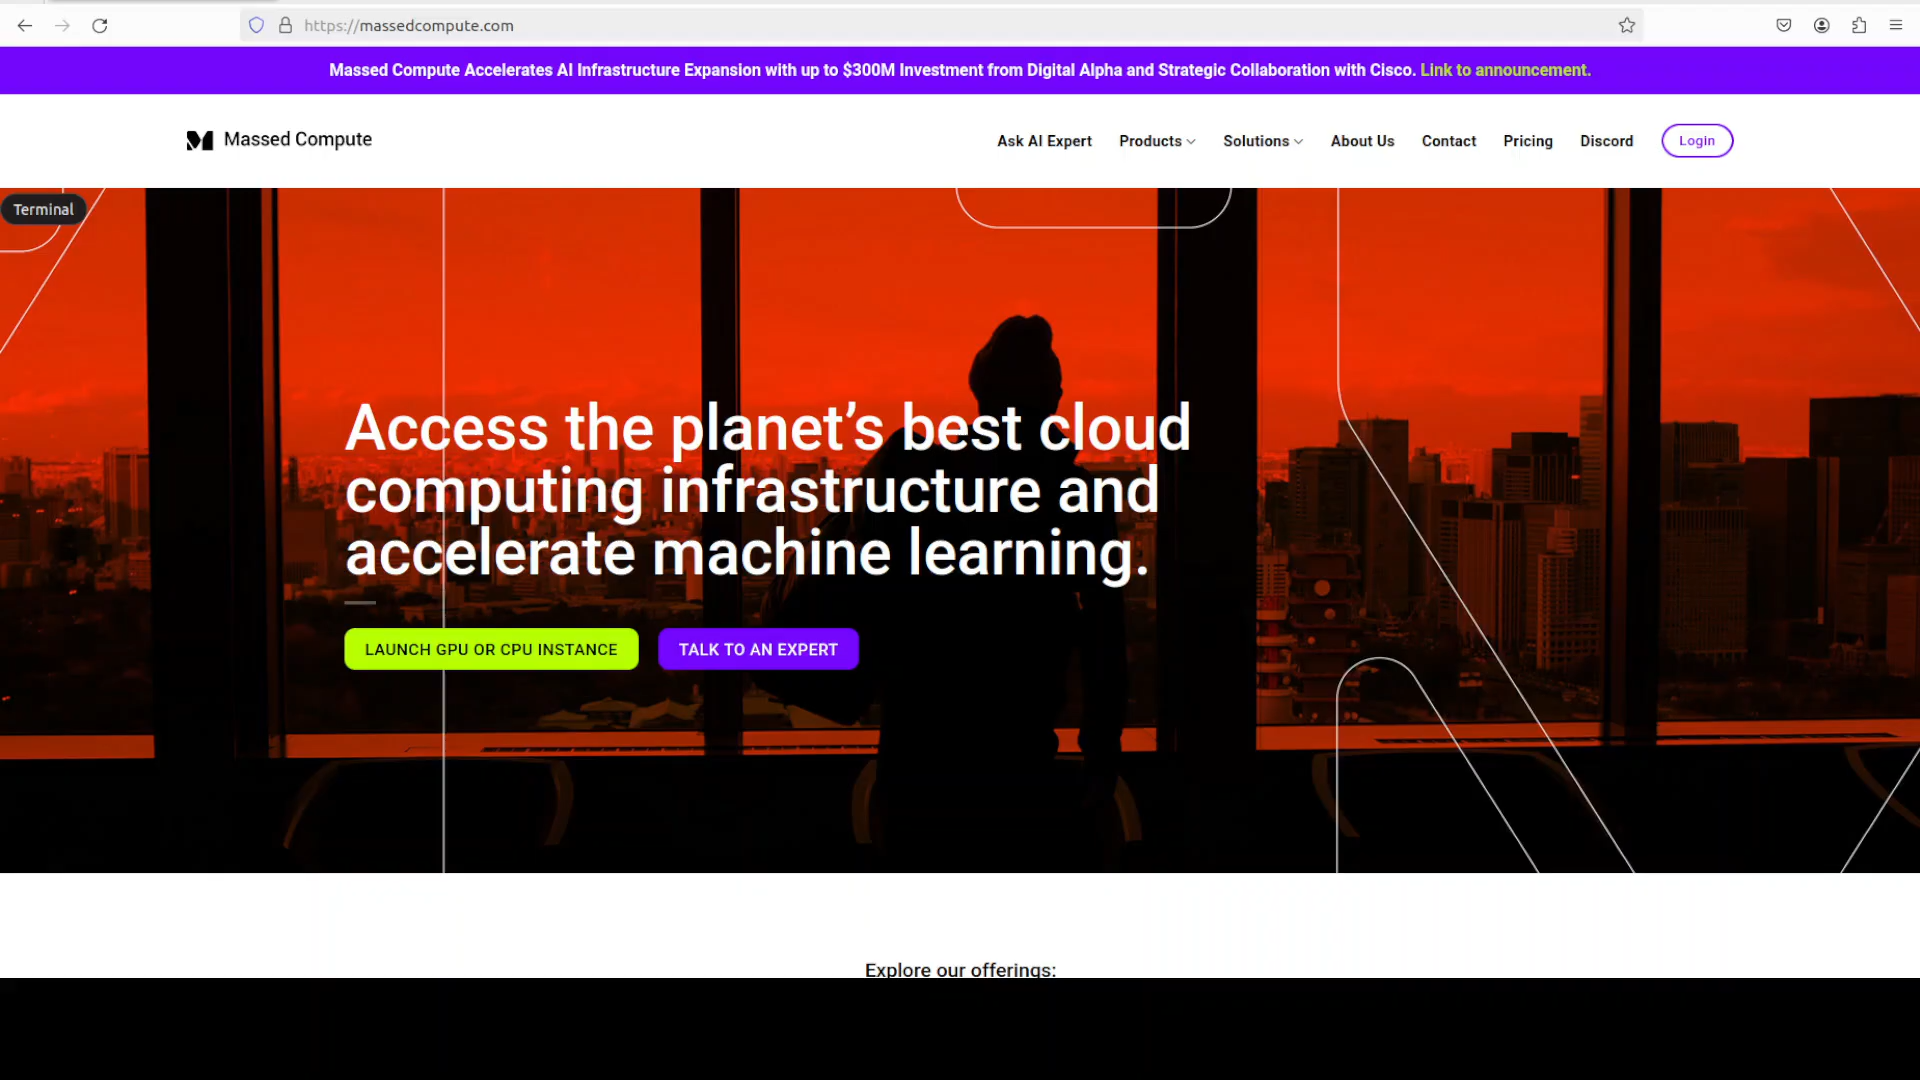 https://massedcompute.com
Massed Compute Accelerates AI Infrastructure Expansion with up to $300M Investment from Digital Alpha and Strategic Collaboration with Cisco. Link to announcement.
Massed Compute
Ask AI Expert
Products
Solutions
About Us
Contact
Pricing
Discord
Login
Terminal
Access the planet’s best cloud
computing infrastructure and
accelerate machine learning.
LAUNCH GPU OR CPU INSTANCE
TALK TO AN EXPERT
Explore our offerings: